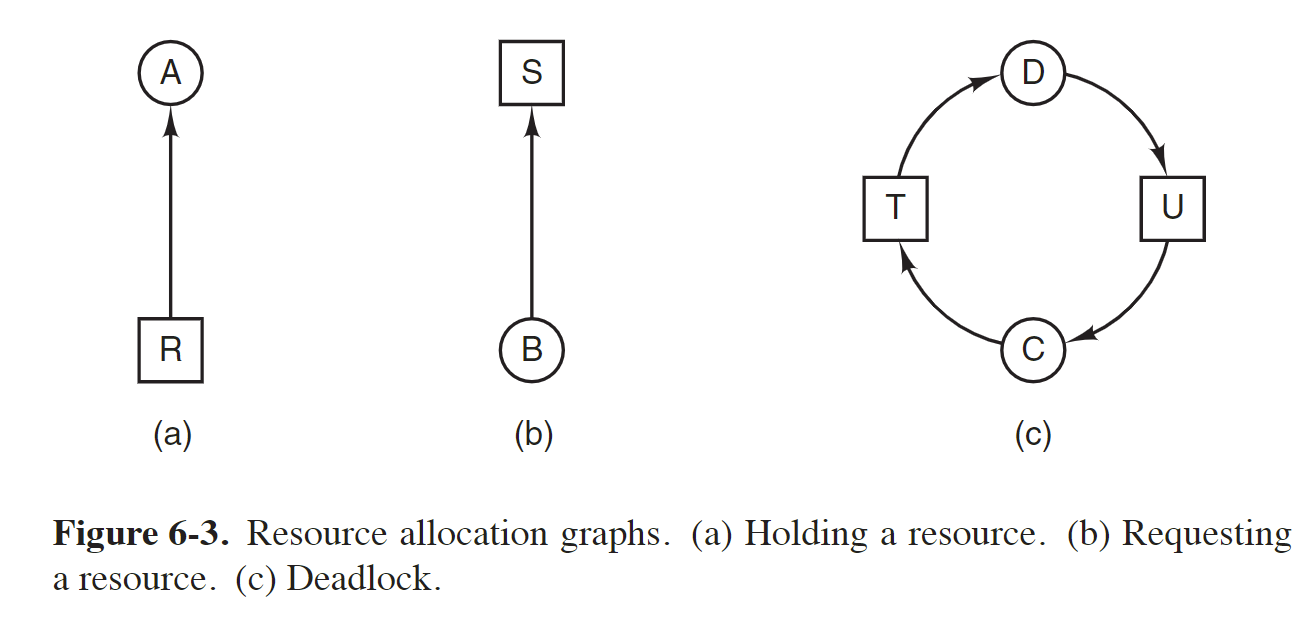 A
S
D
T
U
R
B
C
(a)
(b)
(c)
Figure 6-3. Resource allocation graphs. (a) Holding a resource. (b) Requesting
a resource. (c) Deadlock.